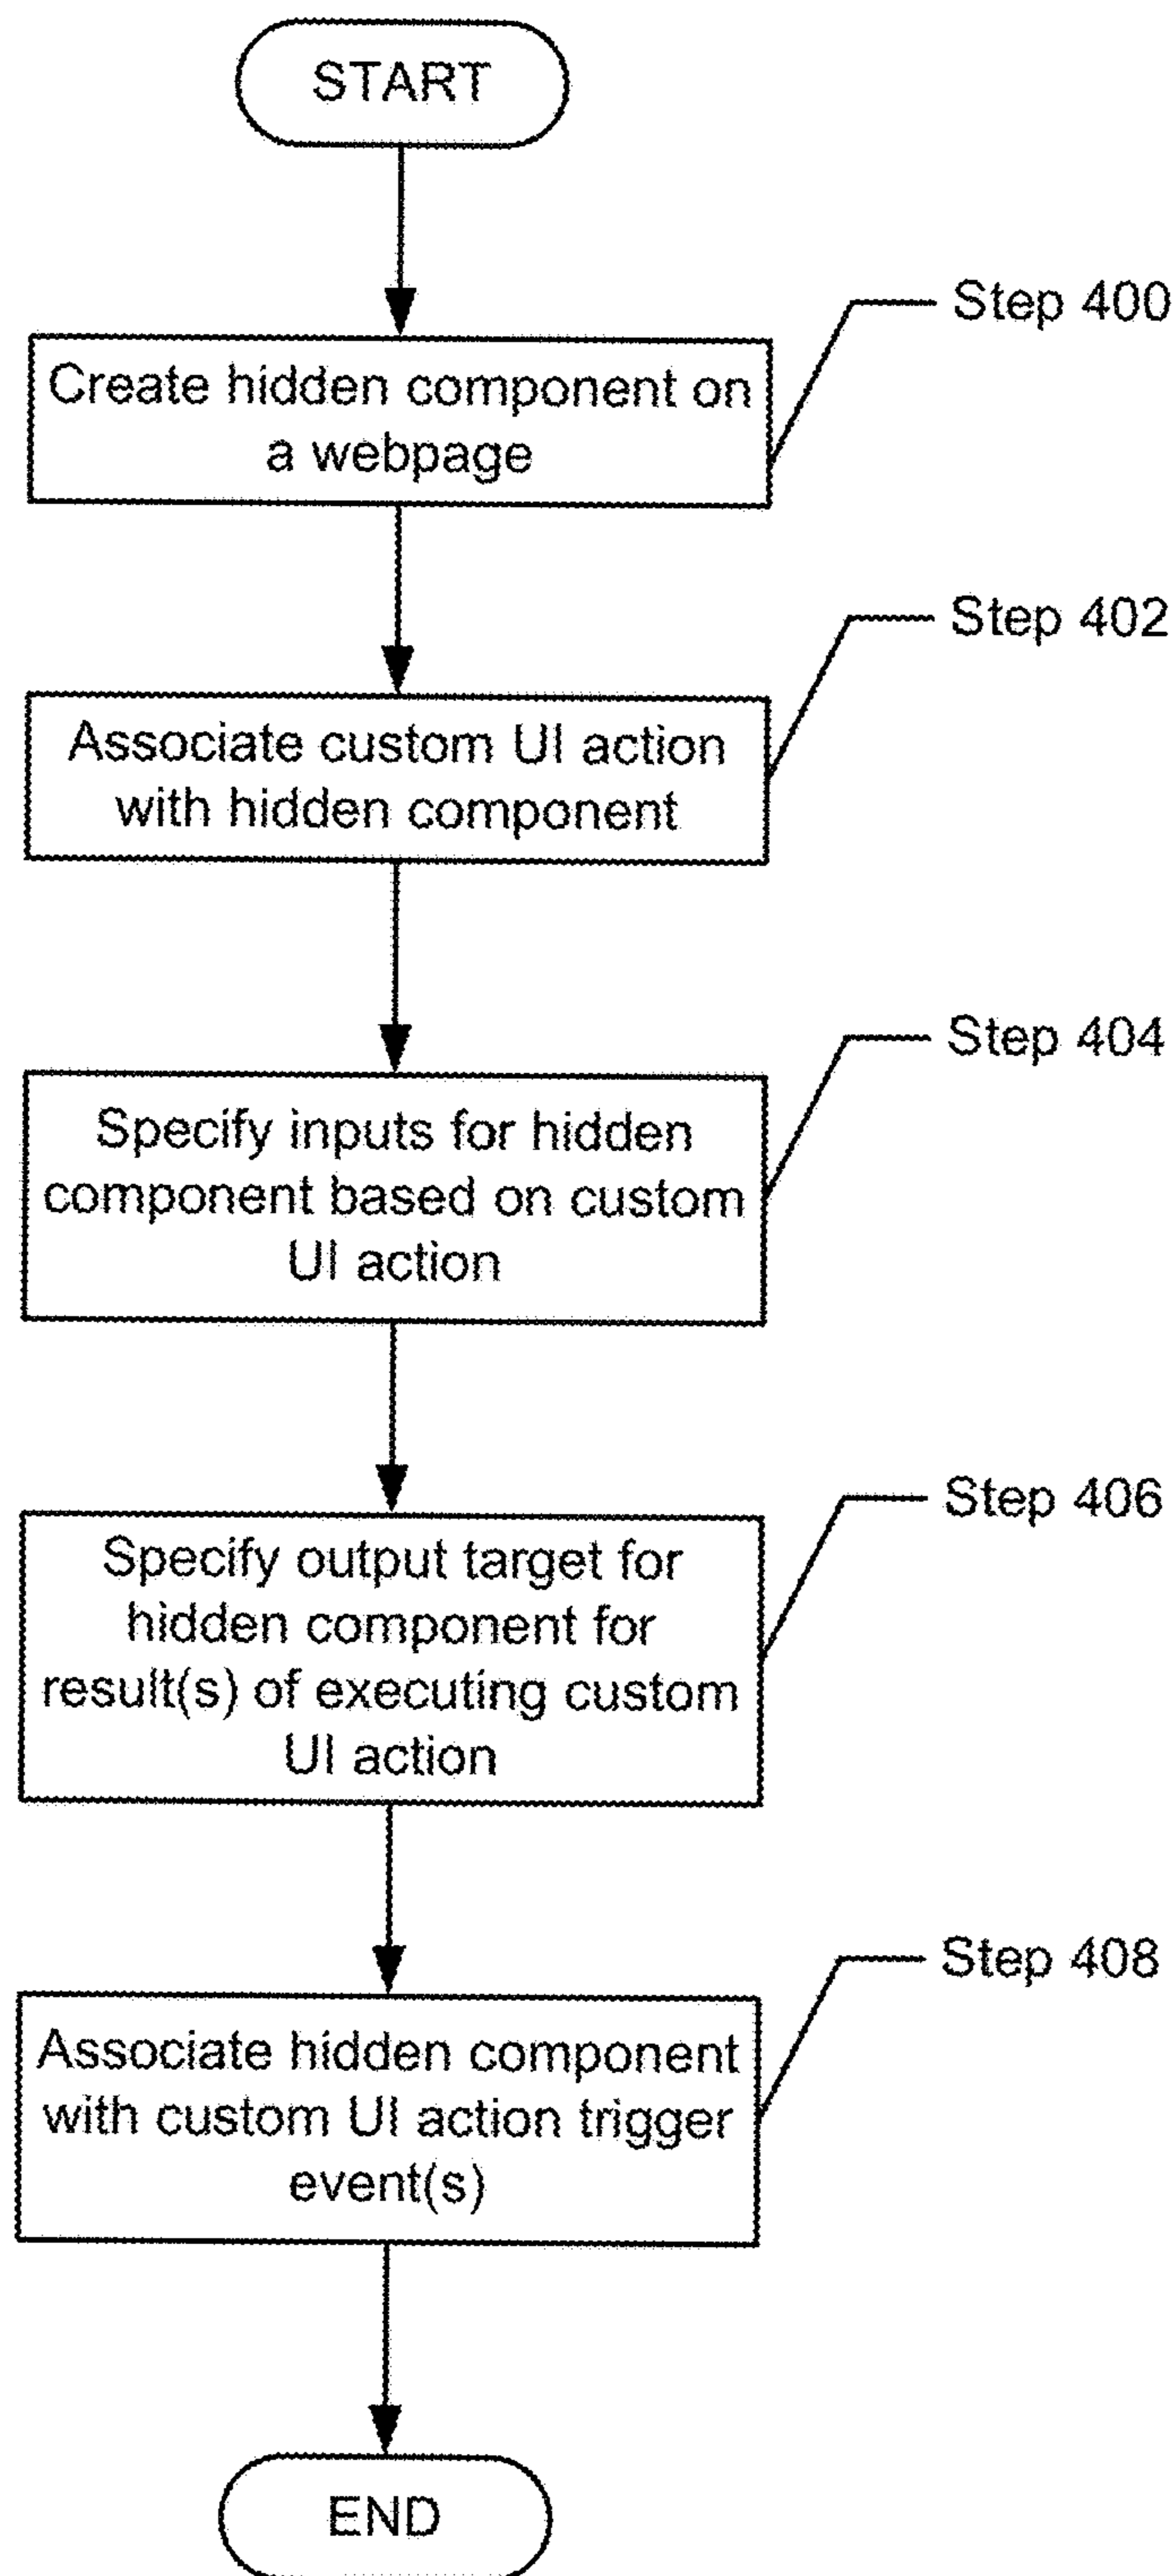 START
Step 400
Create hidden component on
a webpage
Step 402
Associate custom UI action
with hidden component
Step 404
Specify inputs for hidden
component based on custom
UI action
Step 406
Specify output target for
hidden component for
result(s) of executing custom
UI action
Step 408
Associate hidden component
with custom UI action trigger
event(s)
END